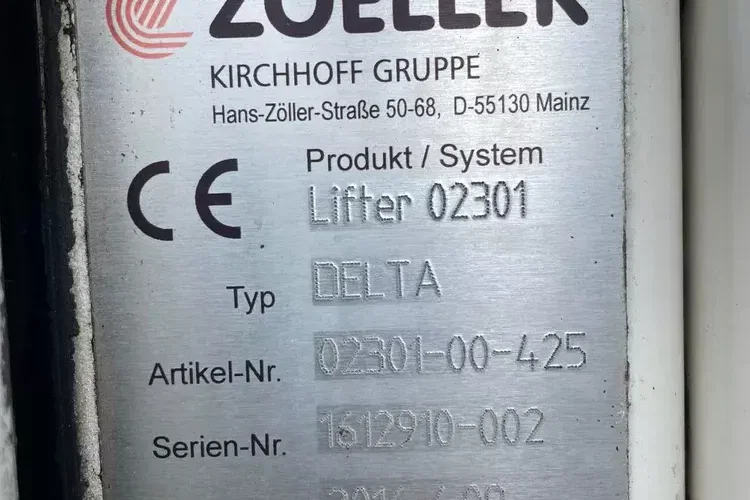 ZOELLER
KIRCHHOFF GRUPPE
Hans-Zöller-Straße 50-68, D-55130 Mainz
CE
Produkt / System
Lifter 02301
Typ DELTA
Artikel-Nr. 02301-00-425
Serien-Nr. 1612910-002